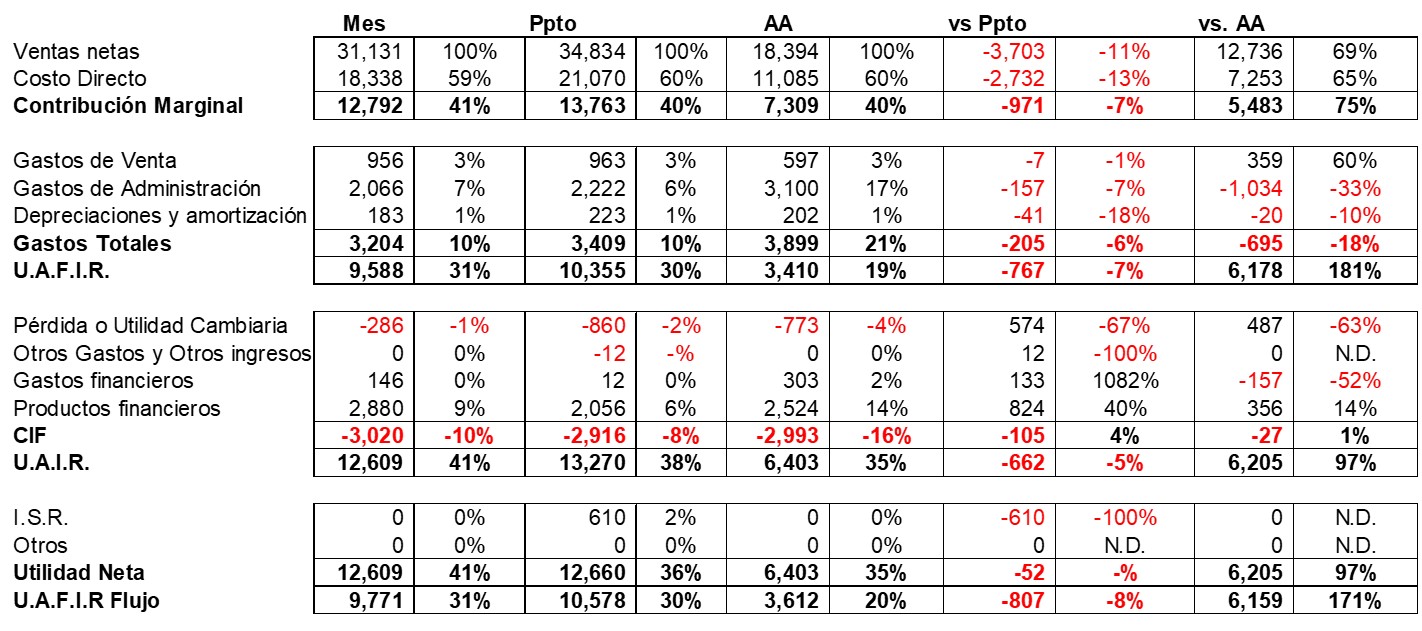 Mes Ppto AA vs Ppto vs. AA
Ventas netas 31,131 100% 34,834 100% 18,394 100% -3,703 -11% 12,736 69%
Costo Directo 18,338 59% 21,070 60% 11,085 60% -2,732 -13% 7,253 65%
Contribución Marginal 12,792 41% 13,763 40% 7,309 40% -971 -7% 5,483 75%
Gastos de Venta 956 3% 963 3% 597 3% -7 -1% 359 60%
Gastos de Administración 2,066 7% 2,222 6% 3,100 17% -157 -7% -1,034 -33%
Depreciaciones y amortización 183 1% 223 1% 202 1% -41 -18% -20 -10%
Gastos Totales 3,204 10% 3,409 10% 3,899 21% -205 -6% -695 -18%
U.A.F.I.R. 9,588 31% 10,355 30% 3,410 19% -767 -7% 6,178 181%
Pérdida o Utilidad Cambiaria -286 -1% -860 -2% -773 -4% 574 -67% 487 -63%
Otros Gastos y Otros ingresos 0 0% -12 -% 0 0% 12 -100% 0 N.D.
Gastos financieros 146 0% 12 0% 303 2% 133 1082% -157 -52%
Productos financieros 2,880 9% 2,056 6% 2,524 14% 824 40% 356 14%
CIF -3,020 -10% -2,916 -8% -2,993 -16% -105 4% -27 1%
U.A.I.R. 12,609 41% 13,270 38% 6,403 35% -662 -5% 6,205 97%
I.S.R. 0 0% 610 2% 0 0% -610 -100% 0 N.D.
Otros 0 0% 0 0% 0 0% 0 N.D. 0 N.D.
Utilidad Neta 12,609 41% 12,660 36% 6,403 35% -52 -% 6,205 97%
U.A.F.I.R Flujo 9,771 31% 10,578 30% 3,612 20% -807 -8% 6,159 171%